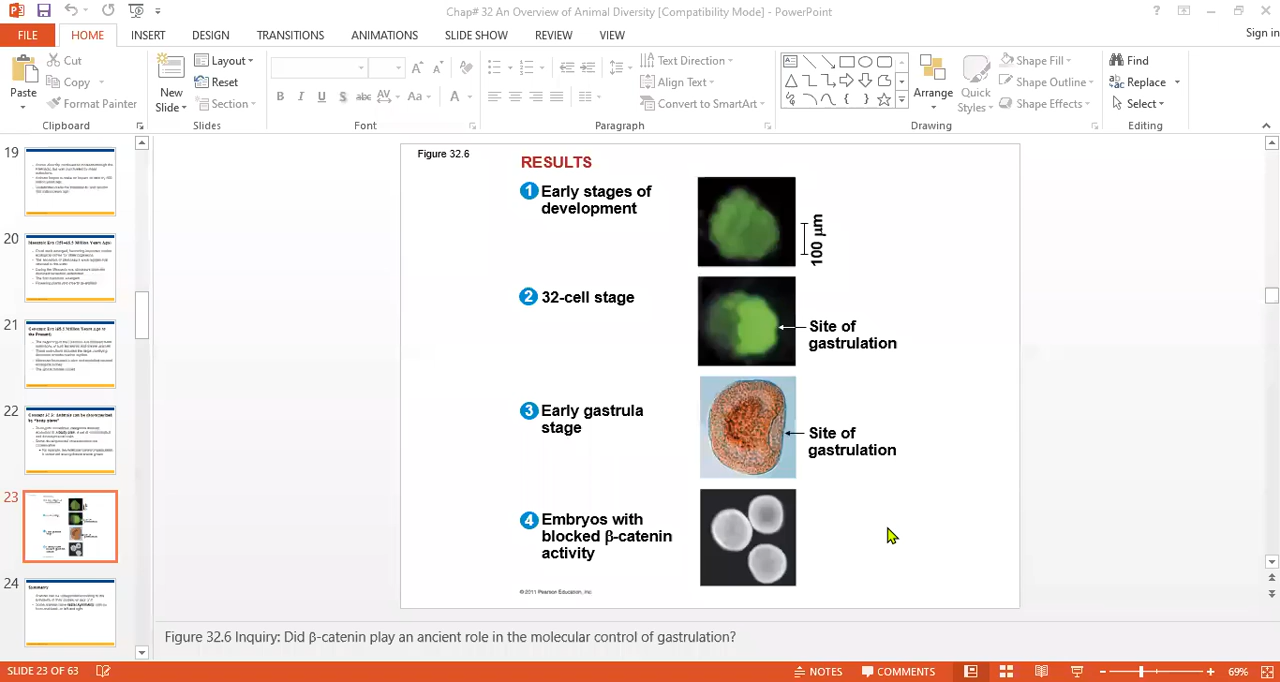 Chap# 32 An Overview of Animal Diversity [Compatibility Mode] - PowerPoint
FILE HOME INSERT DESIGN TRANSITIONS ANIMATIONS SLIDE SHOW REVIEW VIEW
Sign in
Paste
Cut
Copy
Format Painter
Clipboard
New
Slide
Layout
Reset
Section
Slides
B I U S abc AV Aa A
Font
Text Direction
Align Text
Convert to SmartArt
Paragraph
Arrange
Quick
Styles
Shape Fill
Shape Outline
Shape Effects
Drawing
Find
Replace
Select
Editing
19
20
Mesozoic Era
21
22
23
24
Summary
Figure 32.6
RESULTS
1 Early stages of
development
100 μm
2 32-cell stage
Site of
gastrulation
3 Early gastrula
stage
Site of
gastrulation
4 Embryos with
blocked β-catenin
activity
© 2011 Pearson Education, Inc.
Figure 32.6 Inquiry: Did β-catenin play an ancient role in the molecular control of gastrulation?
SLIDE 23 OF 63
NOTES
COMMENTS
69%